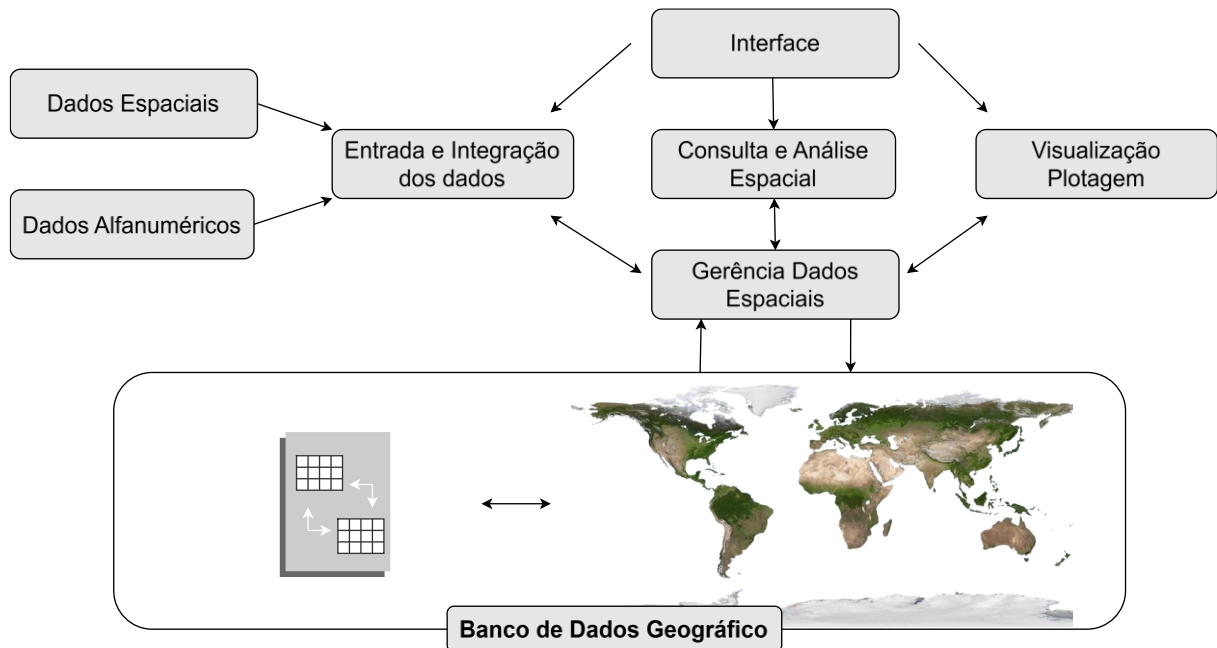 Interface
Dados Espaciais
Entrada e Integração
dos dados
Consulta e Análise
Espacial
Visualização
Plotagem
Dados Alfanuméricos
Gerência Dados
Espaciais
Banco de Dados Geográfico